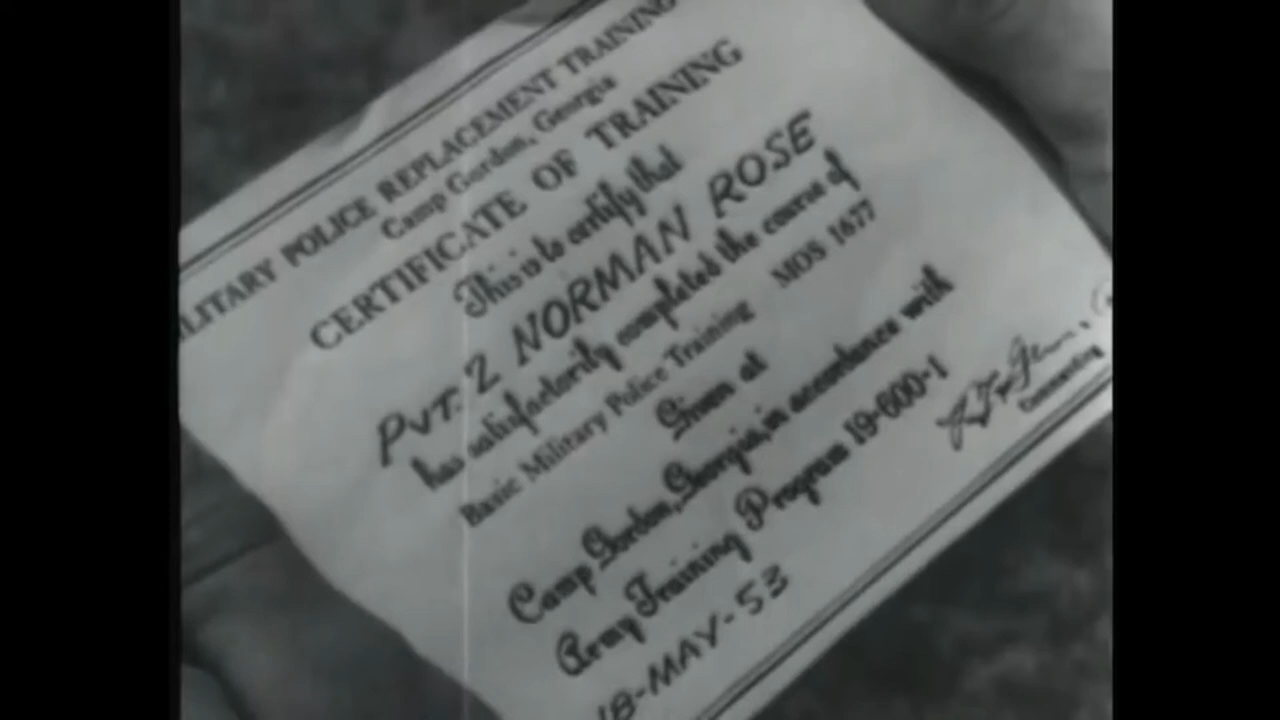 ILITARY POLICE REPLACEMENT TRAINING
Camp Gordon, Georgia
CERTIFICATE OF TRAINING
This is to certify that
PVT. 2 NORMAN ROSE
has satisfactorily completed the course of
Basic Military Police Training MOS 1677
Given at
Camp Gordon, Georgia, in accordance with
Army Training Program 19-600-1
18-MAY-53
Commanding